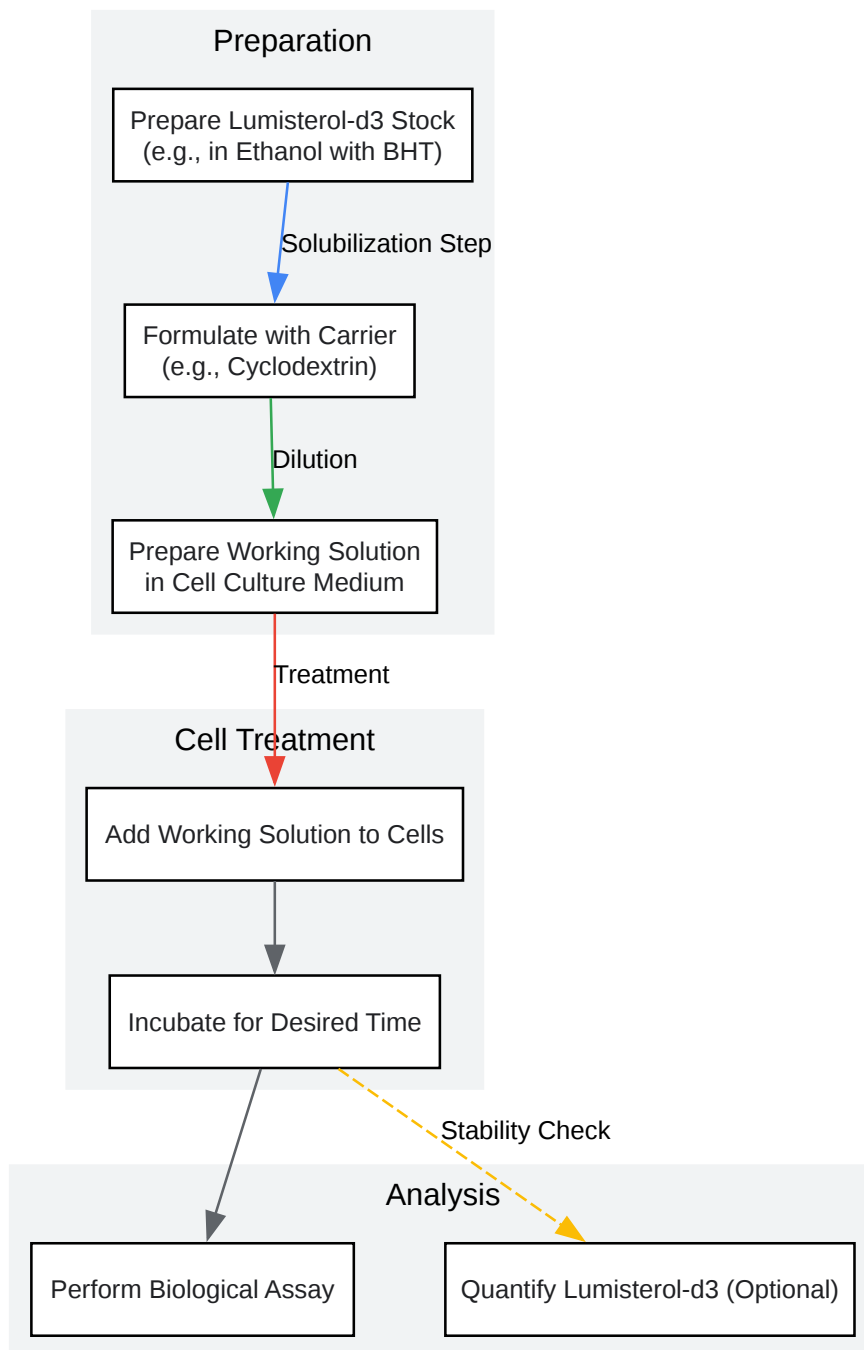 Preparation
Prepare Lumisterol-d3 Stock
(e.g., in Ethanol with BHT)
Solubilization Step
Formulate with Carrier
(e.g., Cyclodextrin)
Dilution
Prepare Working Solution
in Cell Culture Medium
Treatment
Cell Treatment
Add Working Solution to Cells
Incubate for Desired Time
Stability Check
Analysis
Perform Biological Assay
Quantify Lumisterol-d3 (Optional)